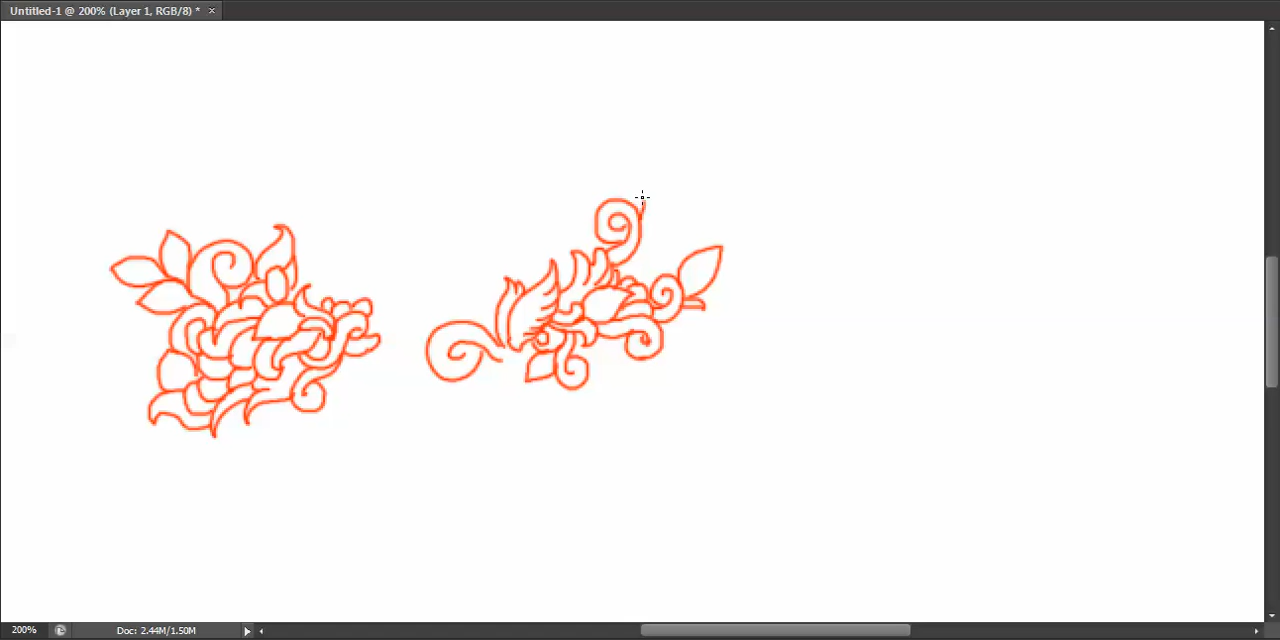 Untitled-1 @ 200% (Layer 1, RGB/8) * ×
200% Doc: 2.44M/1.50M